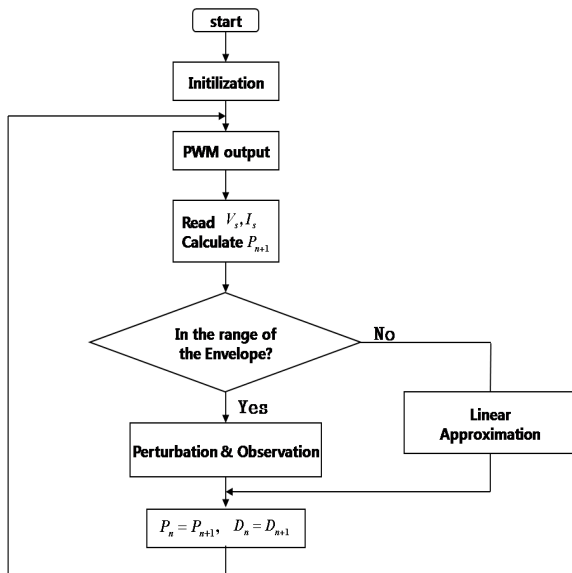 start
Initilization
PWM output
Read V_s, I_s
Calculate P_{n+1}
In the range of
the Envelope?
No
Yes
Linear
Approximation
Perturbation & Observation
P_n = P_{n+1}, D_n = D_{n+1}